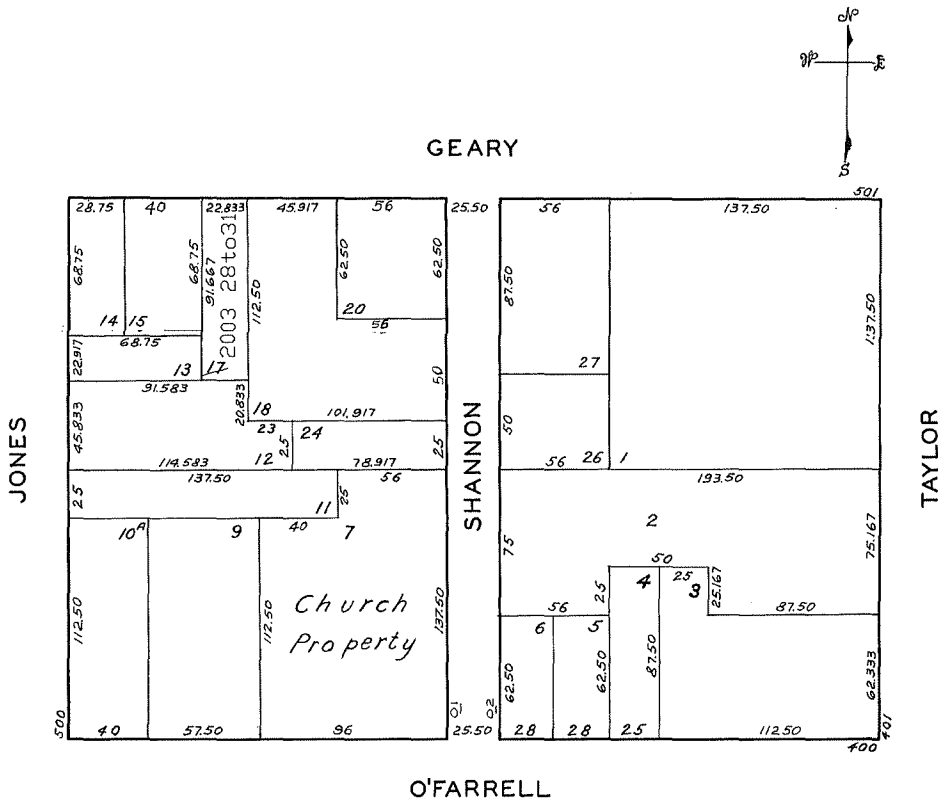 N
W E
S
GEARY
501
28.75 40 22.833 45.917 56 25.50 56 137.50
68.75 68.75 91.667 2003 28to31 112.50 62.50 62.50 87.50 137.50
14 15 20
68.75 56
22.917 13 17 50 27
91.583 20.833
45.833 18 101.917 50
23 24
25 25
12
114.583 78.917 56 26 1
137.50 56 193.50
25 11 25 2
10A 9 40 7 75 50 75.167
4 25 3 25.167
25
112.50 112.50 Church 137.50 56 87.50
Property 6 5
62.50 62.50 87.50 62.333
01 02
500 40 57.50 96 25.50 28 28 25 112.50 401
400
JONES
SHANNON
TAYLOR
O'FARRELL